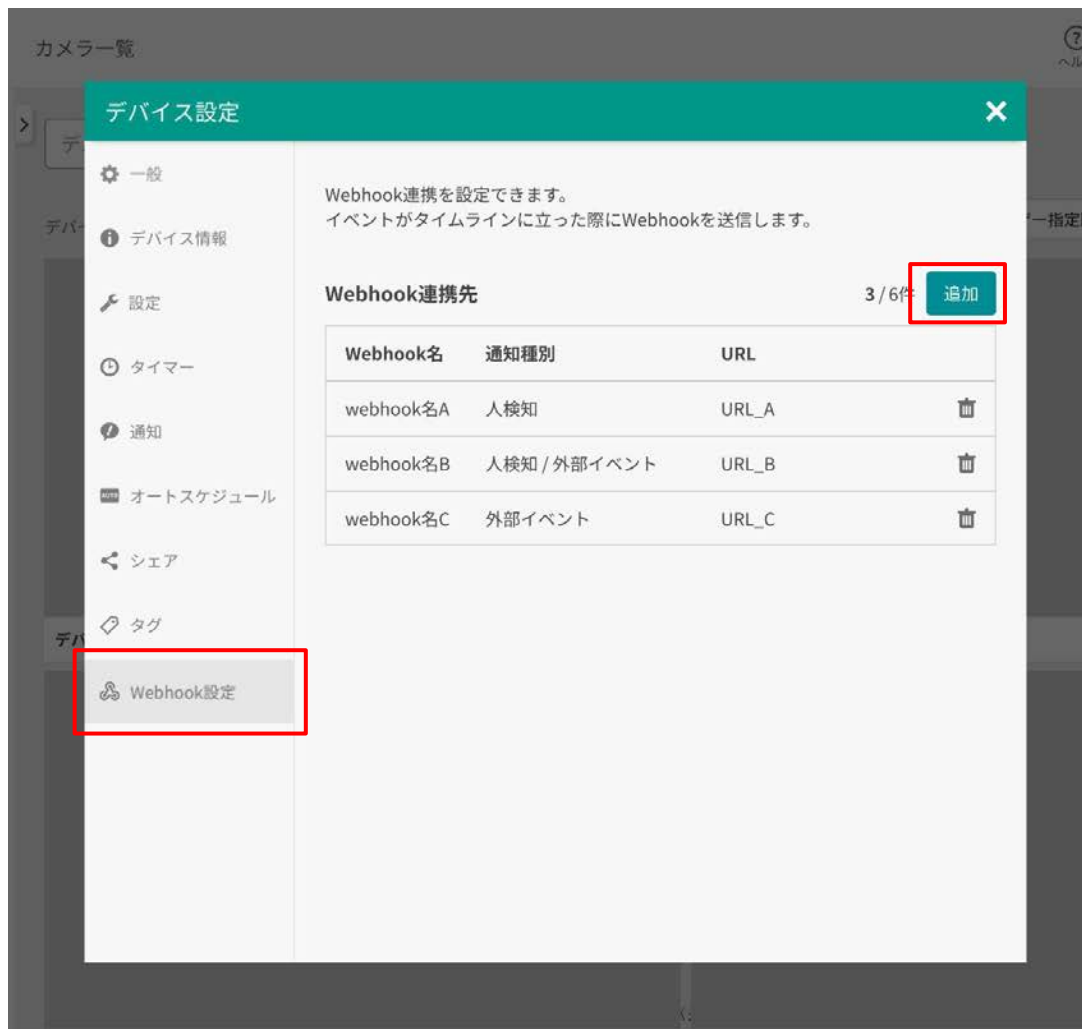 カメラ一覧
デバイス設定
一般
デバイス情報
設定
タイマー
通知
AUTO オートスケジュール
シェア
タグ
Webhook設定
Webhook連携を設定できます。
イベントがタイムラインに立った際にWebhookを送信します。
Webhook連携先 3 / 6件 追加
Webhook名 通知種別 URL
webhook名A 人検知 URL_A
webhook名B 人検知 / 外部イベント URL_B
webhook名C 外部イベント URL_C